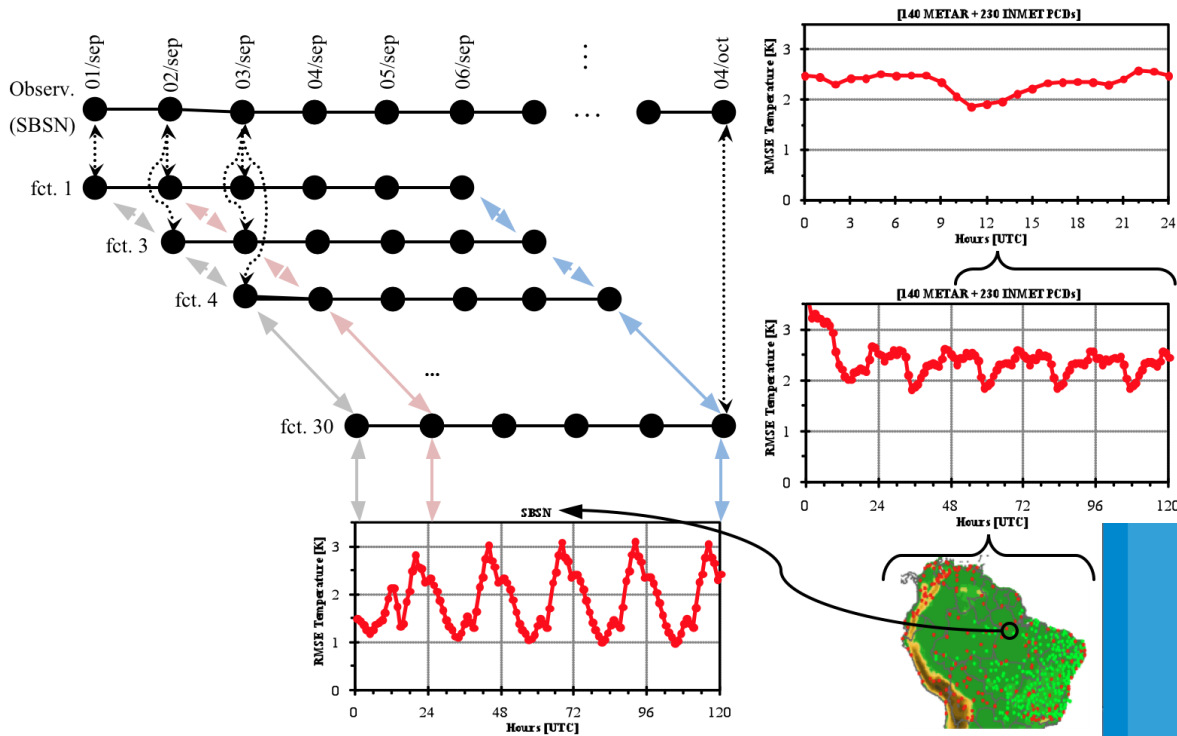 01/sep
02/sep
03/sep
04/sep
05/sep
06/sep
...
04/oct
Observ.
(SBSN)
...
fct. 1
fct. 3
fct. 4
...
fct. 30
SBSN
RMSE Temperature [K]
3
2
1
0
0 24 48 72 96 120
Hours [UTC]
[140 METAR + 230 INMET PCDs]
RMSE Temperature [K]
3
2
1
0
0 3 6 9 12 15 18 21 24
Hours [UTC]
[140 METAR + 230 INMET PCDs]
RMSE Temperature [K]
3
2
1
0
0 24 48 72 96 120
Hours [UTC]